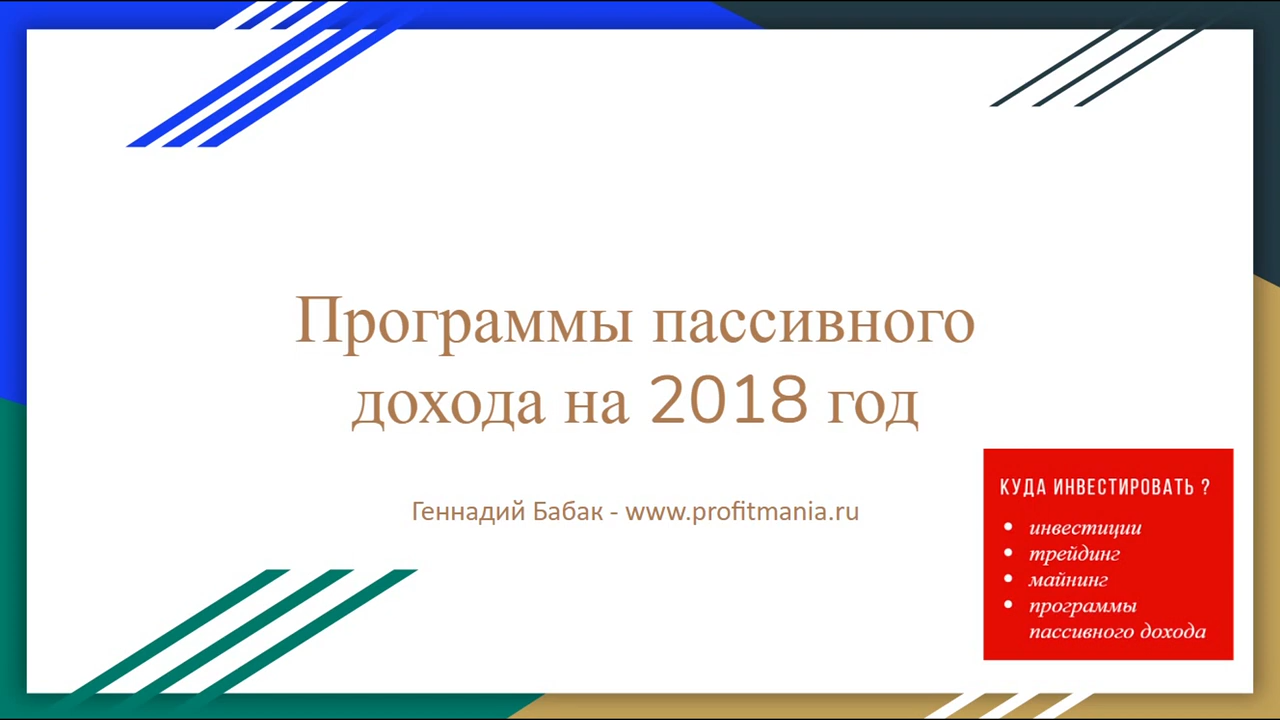 Программы пассивного
дохода на 2018 год
Геннадий Бабак - www.profitmania.ru
КУДА ИНВЕСТИРОВАТЬ ?
• инвестиции
• трейдинг
• майнинг
• программы
пассивного дохода